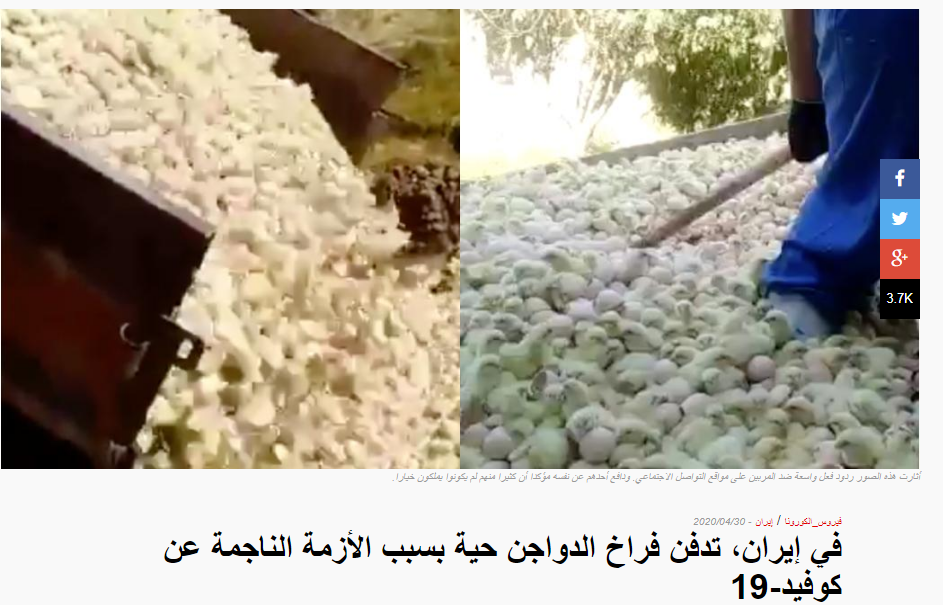 f
g+
3.7K
أثارت هذه الصور ردود فعل واسعة ضد المربين على مواقع التواصل الاجتماعي. ودافع أحدهم عن نفسه مؤكدا أن كثيرا منهم لم يكونوا يملكون خيارا.
فيروس_الكورونا / إيران - 2020/04/30
في إيران، تدفن فراخ الدواجن حية بسبب الأزمة الناجمة عن
كوفيد-19